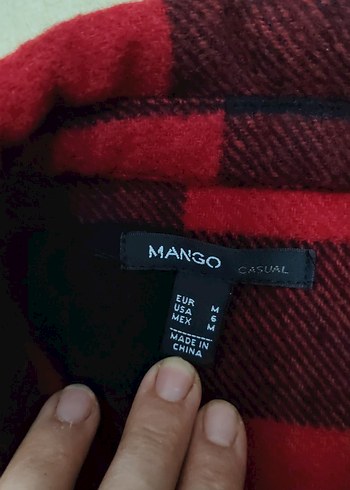 MANGO CASUAL
EUR M
USA 6
MEX M
MADE IN
CHINA